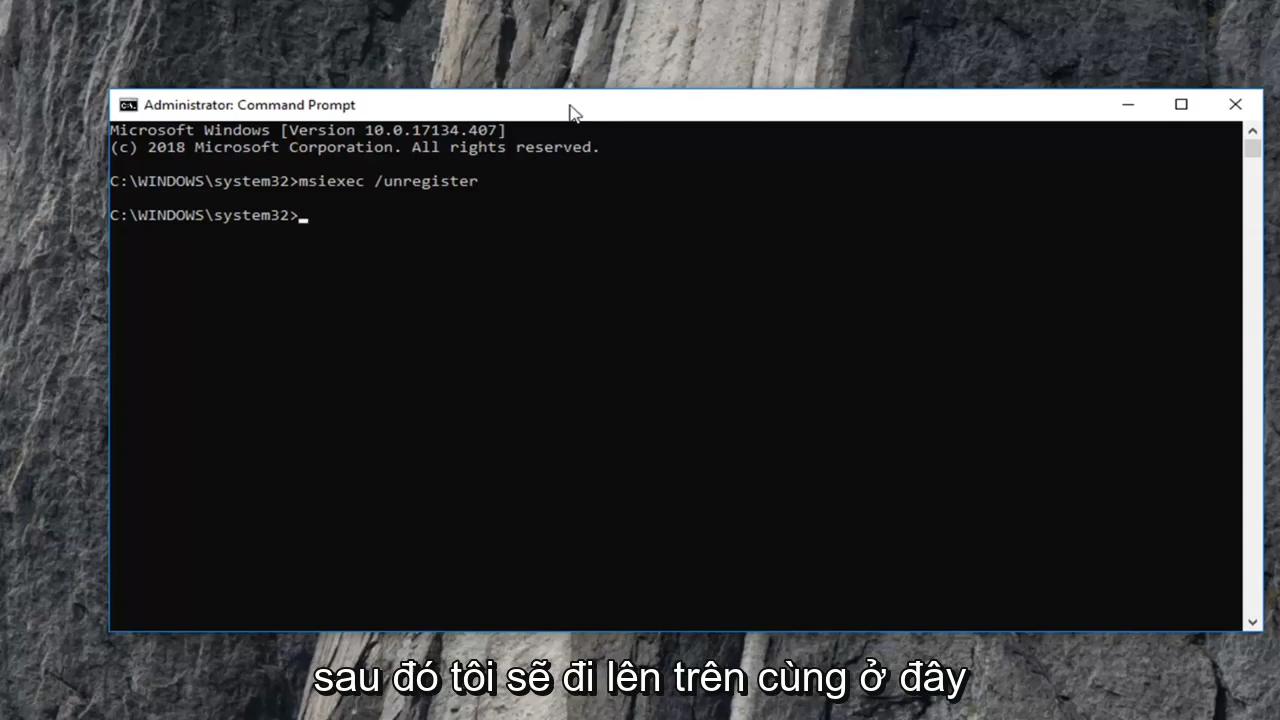 Administrator: Command Prompt
Microsoft Windows [Version 10.0.17134.407]
(c) 2018 Microsoft Corporation. All rights reserved.
C:\WINDOWS\system32>msiexec /unregister
C:\WINDOWS\system32>
sau đó tôi sẽ đi lên trên cùng ở đây